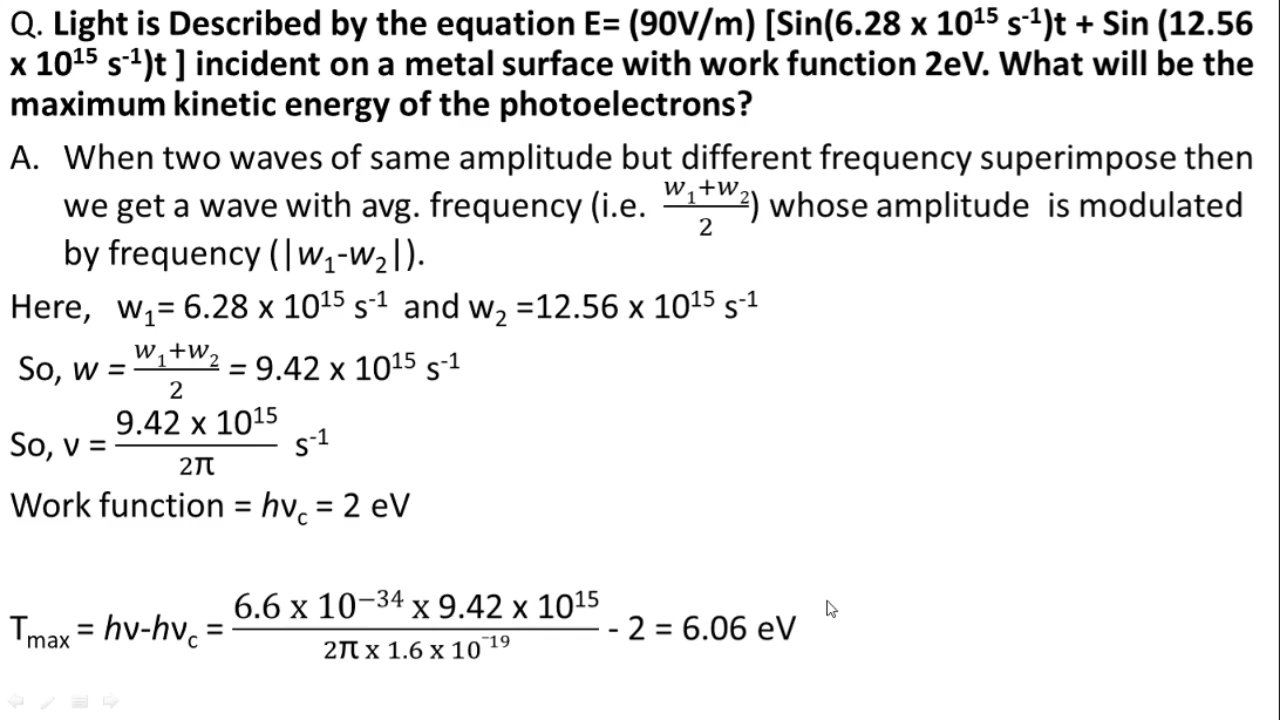 Q. Light is Described by the equation E= (90V/m) [Sin(6.28 x 10¹⁵ s⁻¹)t + Sin (12.56
x 10¹⁵ s⁻¹)t ] incident on a metal surface with work function 2eV. What will be the
maximum kinetic energy of the photoelectrons?
A. When two waves of same amplitude but different frequency superimpose then
we get a wave with avg. frequency (i.e. (w₁+w₂)/2) whose amplitude is modulated
by frequency (|w₁-w₂|).
Here, w₁= 6.28 x 10¹⁵ s⁻¹ and w₂ =12.56 x 10¹⁵ s⁻¹
So, w = (w₁+w₂)/2 = 9.42 x 10¹⁵ s⁻¹
So, ν = (9.42 x 10¹⁵)/(2π) s⁻¹
Work function = hν_c = 2 eV
T_max = hν-hν_c = (6.6 x 10⁻³⁴ x 9.42 x 10¹⁵)/(2π x 1.6 x 10⁻¹⁹) - 2 = 6.06 eV